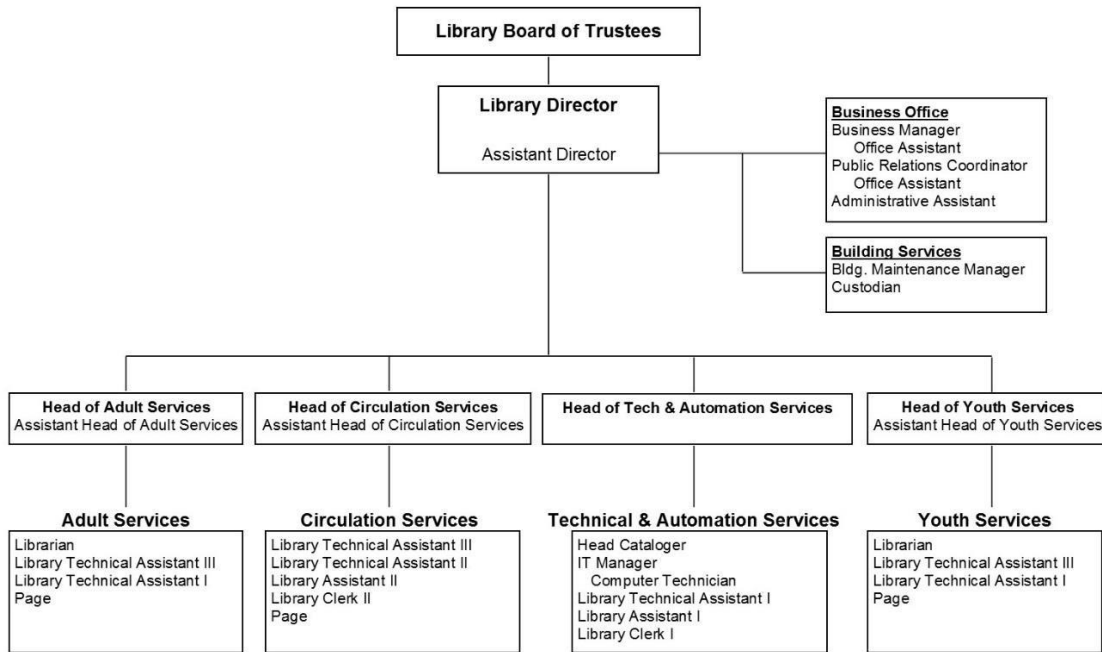 Library Board of Trustees
Library Director
Assistant Director
Business Office
Business Manager
Office Assistant
Public Relations Coordinator
Office Assistant
Administrative Assistant
Building Services
Bldg. Maintenance Manager
Custodian
Head of Adult Services
Assistant Head of Adult Services
Head of Circulation Services
Assistant Head of Circulation Services
Head of Tech & Automation Services
Head of Youth Services
Assistant Head of Youth Services
Adult Services
Librarian
Library Technical Assistant III
Library Technical Assistant I
Page
Circulation Services
Library Technical Assistant III
Library Technical Assistant II
Library Assistant II
Library Clerk II
Page
Technical & Automation Services
Head Cataloger
IT Manager
Computer Technician
Library Technical Assistant I
Library Assistant I
Library Clerk I
Youth Services
Librarian
Library Technical Assistant III
Library Technical Assistant I
Page